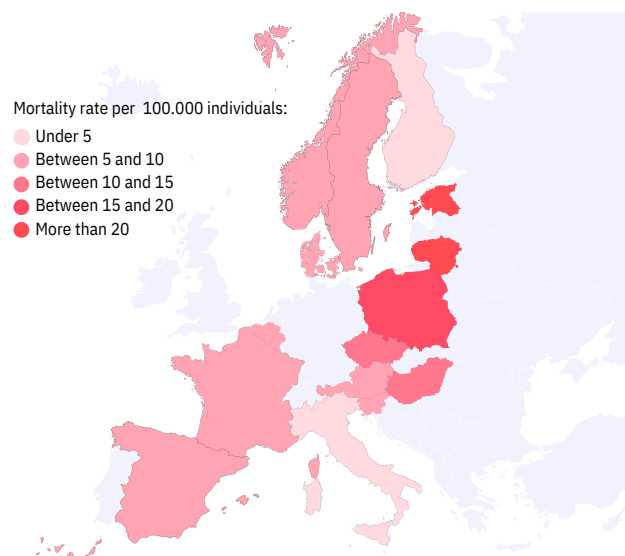 Mortality rate per 100.000 individuals:
Under 5
Between 5 and 10
Between 10 and 15
Between 15 and 20
More than 20